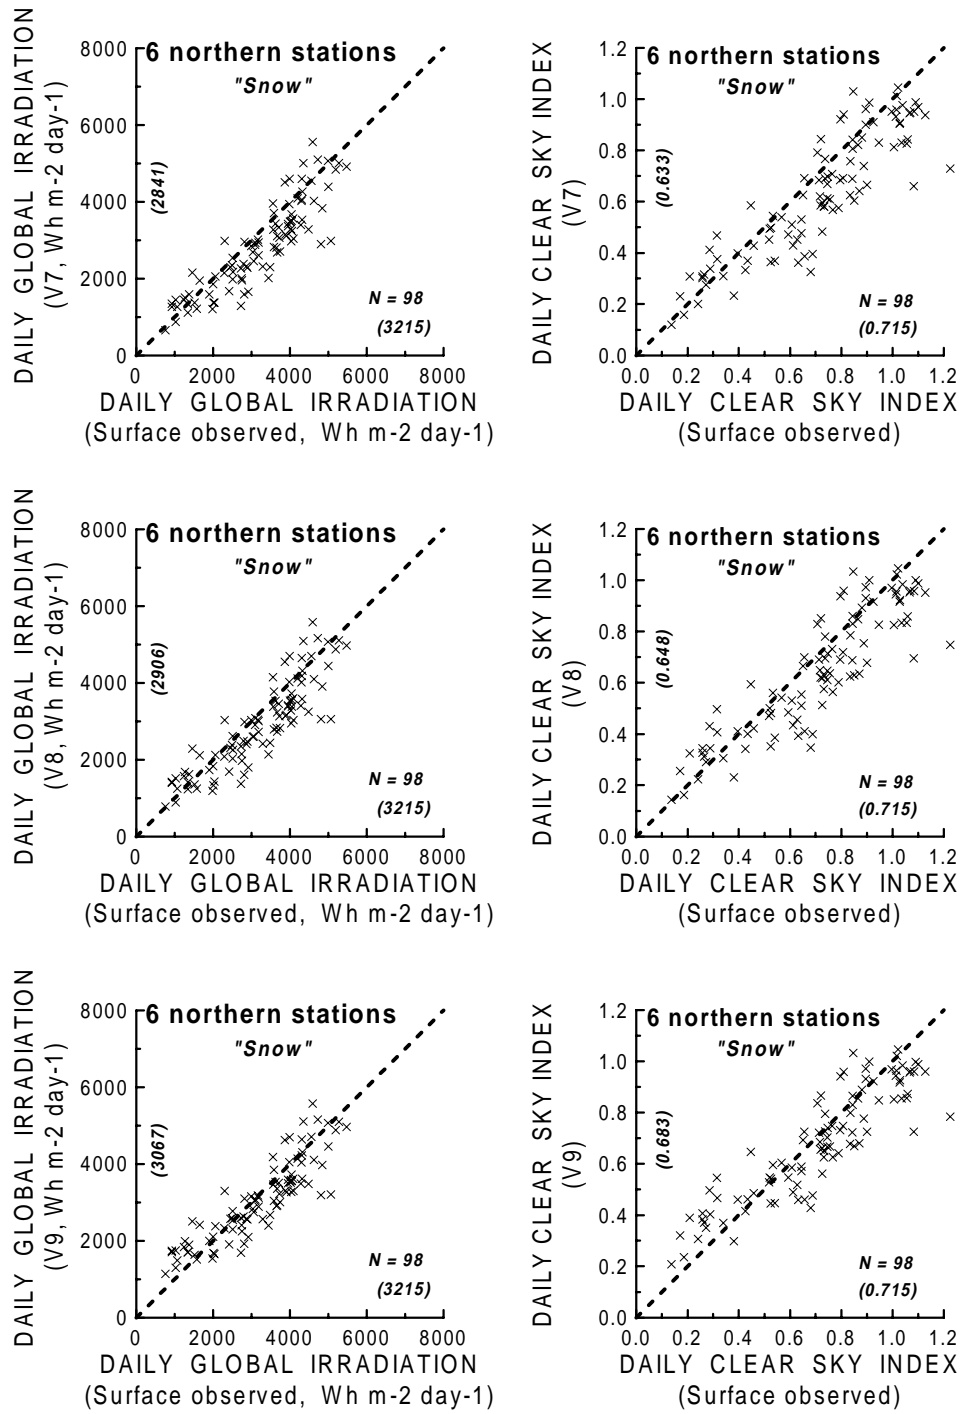 DAILY GLOBAL IRRADIATION
(V7, Wh m-2 day-1)
8000
6000
4000
2000
0
6 northern stations
"Snow"
(2841)
N = 98
(3215)
0 2000 4000 6000 8000
DAILY GLOBAL IRRADIATION
(Surface observed, Wh m-2 day-1)
DAILY CLEAR SKY INDEX
(V7)
1.2
1.0
0.8
0.6
0.4
0.2
0.0
6 northern stations
"Snow"
(0.633)
N = 98
(0.715)
0.0 0.2 0.4 0.6 0.8 1.0 1.2
DAILY CLEAR SKY INDEX
(Surface observed)
DAILY GLOBAL IRRADIATION
(V8, Wh m-2 day-1)
8000
6000
4000
2000
0
6 northern stations
"Snow"
(2906)
N = 98
(3215)
0 2000 4000 6000 8000
DAILY GLOBAL IRRADIATION
(Surface observed, Wh m-2 day-1)
DAILY CLEAR SKY INDEX
(V8)
1.2
1.0
0.8
0.6
0.4
0.2
0.0
6 northern stations
"Snow"
(0.648)
N = 98
(0.715)
0.0 0.2 0.4 0.6 0.8 1.0 1.2
DAILY CLEAR SKY INDEX
(Surface observed)
DAILY GLOBAL IRRADIATION
(V9, Wh m-2 day-1)
8000
6000
4000
2000
0
6 northern stations
"Snow"
(3067)
N = 98
(3215)
0 2000 4000 6000 8000
DAILY GLOBAL IRRADIATION
(Surface observed, Wh m-2 day-1)
DAILY CLEAR SKY INDEX
(V9)
1.2
1.0
0.8
0.6
0.4
0.2
0.0
6 northern stations
"Snow"
(0.683)
N = 98
(0.715)
0.0 0.2 0.4 0.6 0.8 1.0 1.2
DAILY CLEAR SKY INDEX
(Surface observed)